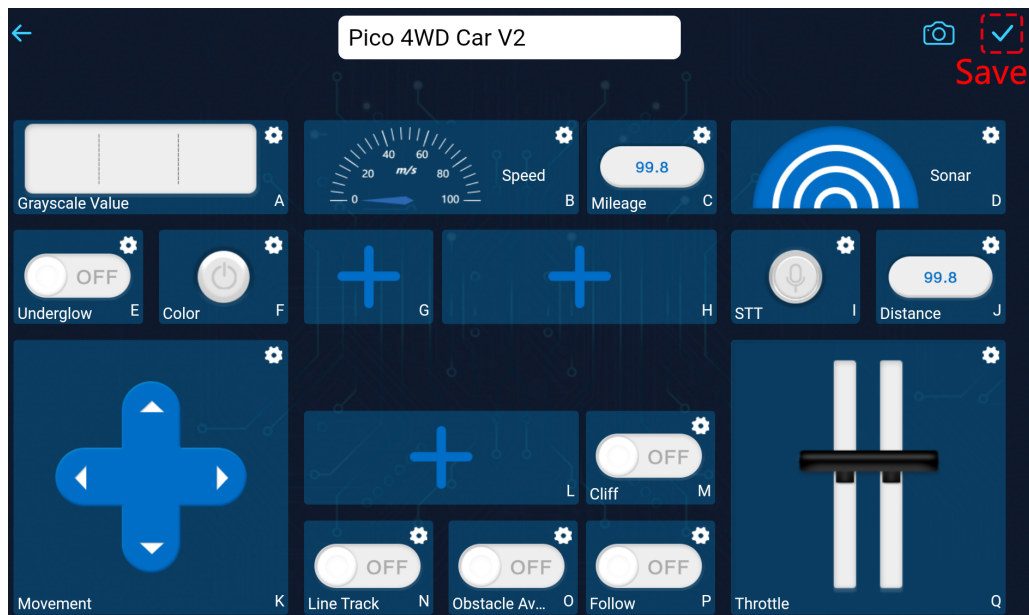 Pico 4WD Car V2
Save
Grayscale Value A
0 20 40 60 80 100 m/s Speed B
99.8 Mileage C
Sonar D
OFF Underglow E
Color F
G
H
STT I
99.8 Distance J
Movement K
L
OFF Cliff M
OFF Line Track N
OFF Obstacle Av... O
OFF Follow P
Throttle Q